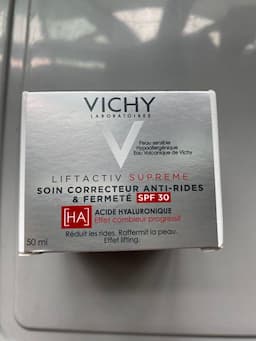 VICHY
LABORATOIRES
Peau sensible
Hypoallergénique
Eau Volcanique de Vichy
LIFTACTIV SUPREME
SOIN CORRECTEUR ANTI-RIDES
& FERMETÉ SPF 30
[HA] ACIDE HYALURONIQUE
Effet combleur progressif
Réduit les rides. Raffermit la peau.
Effet lifting.
50 ml